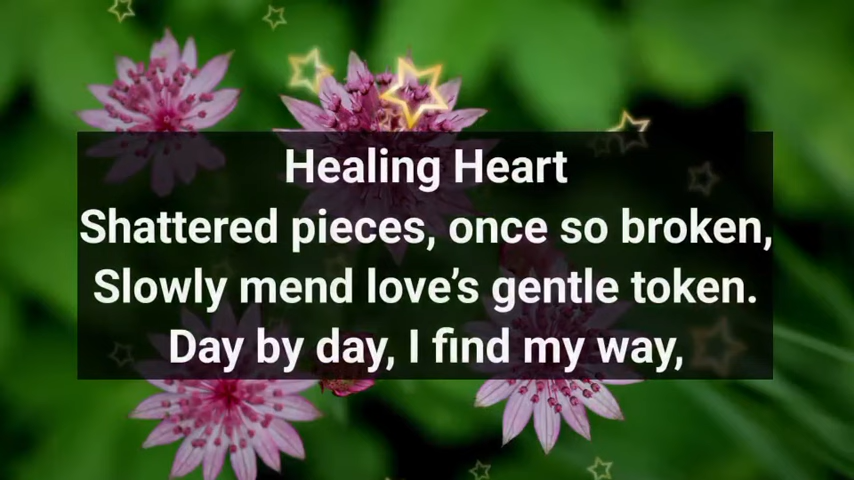 Healing Heart
Shattered pieces, once so broken,
Slowly mend love’s gentle token.
Day by day, I find my way,